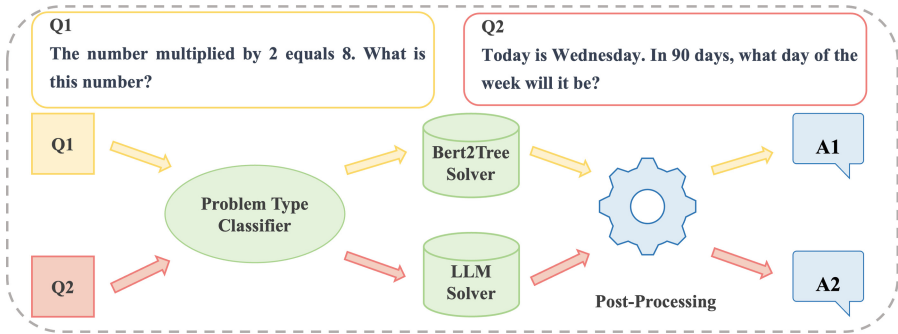 Q1
The number multiplied by 2 equals 8. What is
this number?
Q2
Today is Wednesday. In 90 days, what day of the
week will it be?
Q1
Bert2Tree
Solver
A1
Problem Type
Classifier
Q2
LLM
Solver
Post-Processing
A2